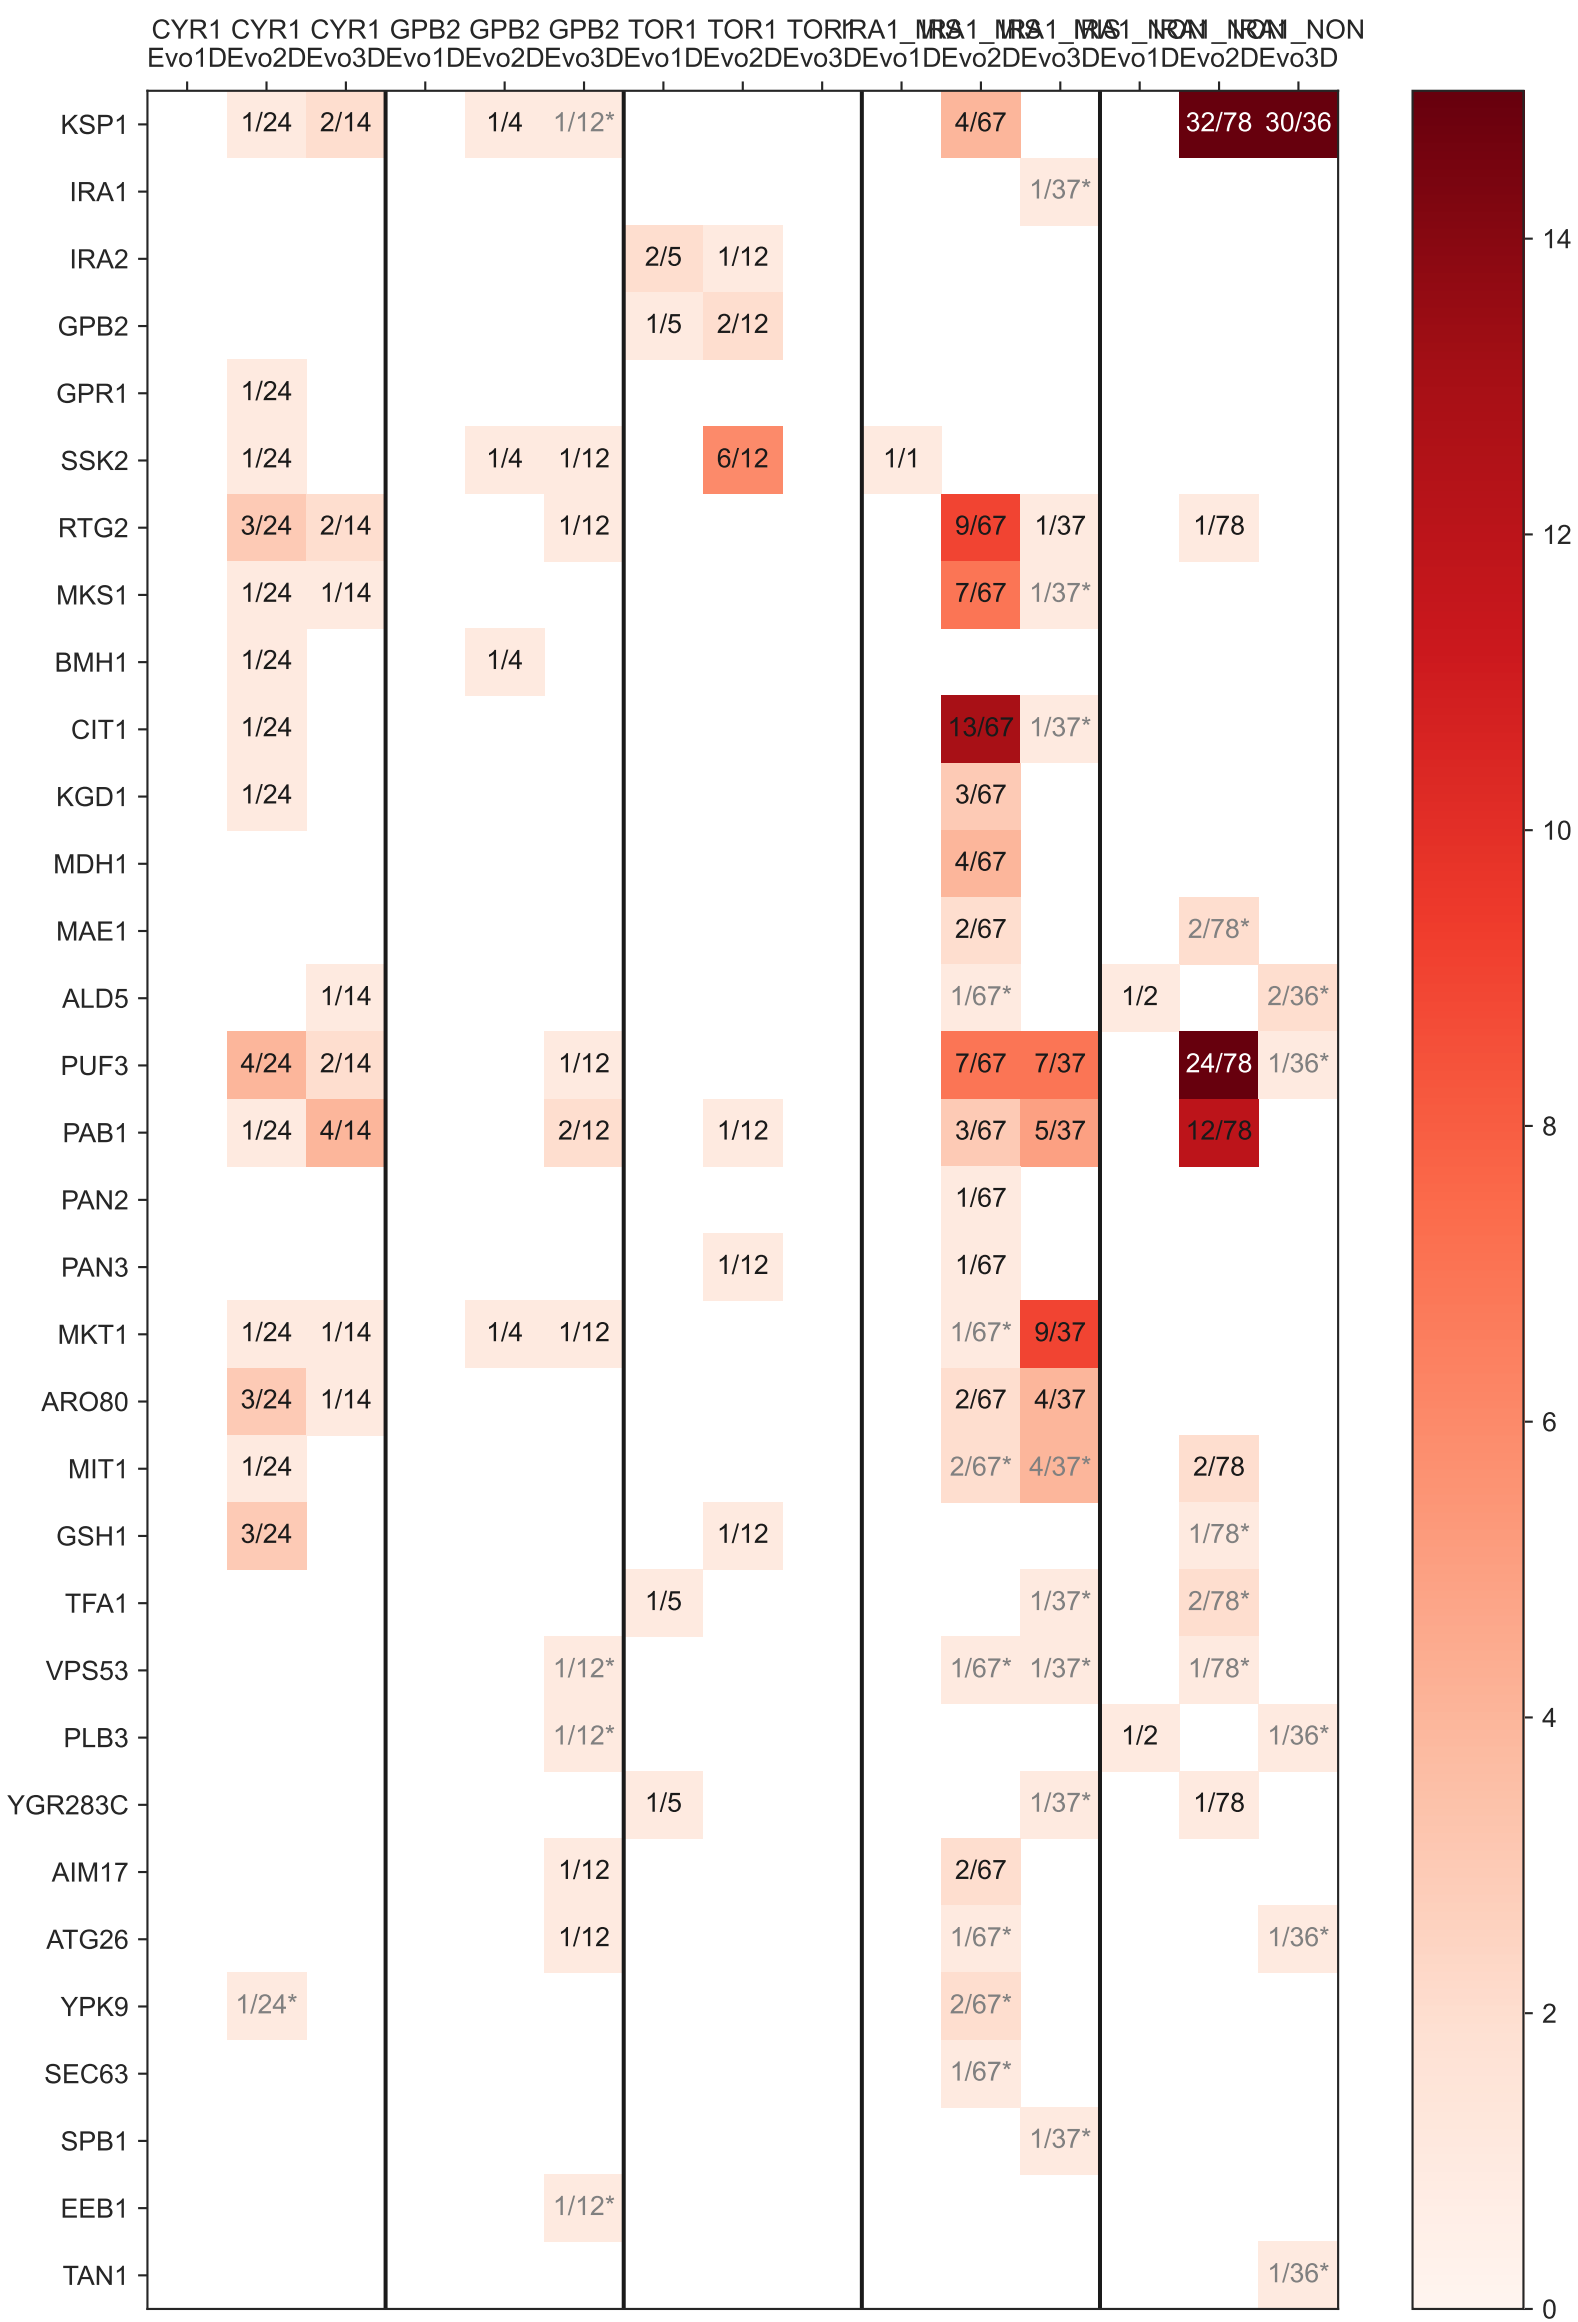 CYR1 CYR1 CYR1 GPB2 GPB2 GPB2 TOR1 TOR1 TOR1 IRA1_MIS IRA1_MIS IRA1_MIS IRA1_NON IRA1_NON IRA1_NON
Evo1D Evo2D Evo3D Evo1D Evo2D Evo3D Evo1D Evo2D Evo3D Evo1D Evo2D Evo3D Evo1D Evo2D Evo3D
KSP1 1/24 2/14 1/4 1/12* 4/67 32/78 30/36
IRA1 1/37*
14
IRA2 2/5 1/12
GPB2 1/5 2/12
GPR1 1/24
SSK2 1/24 1/4 1/12 6/12 1/1
RTG2 3/24 2/14 1/12 9/67 1/37 1/78
12
MKS1 1/24 1/14 7/67 1/37*
BMH1 1/24 1/4
CIT1 1/24 13/67 1/37*
KGD1 1/24 3/67
10
MDH1 4/67
MAE1 2/67 2/78*
ALD5 1/14 1/67* 1/2 2/36*
PUF3 4/24 2/14 1/12 7/67 7/37 24/78 1/36*
8
PAB1 1/24 4/14 2/12 1/12 3/67 5/37 12/78
PAN2 1/67
PAN3 1/12 1/67
MKT1 1/24 1/14 1/4 1/12 1/67* 9/37
ARO80 3/24 1/14 2/67 4/37
6
MIT1 1/24 2/67* 4/37* 2/78
GSH1 3/24 1/12 1/78*
TFA1 1/5 1/37* 2/78*
VPS53 1/12* 1/67* 1/37* 1/78*
4
PLB3 1/12* 1/2 1/36*
YGR283C 1/5 1/37* 1/78
AIM17 1/12 2/67
ATG26 1/12 1/67* 1/36*
YPK9 1/24* 2/67*
2
SEC63 1/67*
SPB1 1/37*
EEB1 1/12*
TAN1 1/36*
0